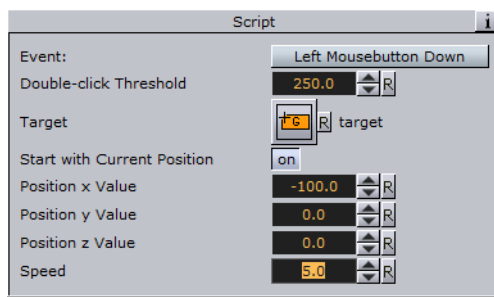 Script i
Event: Left Mousebutton Down
Double-click Threshold 250.0 R
Target G R target
Start with Current Position on
Position x Value -100.0 R
Position y Value 0.0 R
Position z Value 0.0 R
Speed 5.0 R